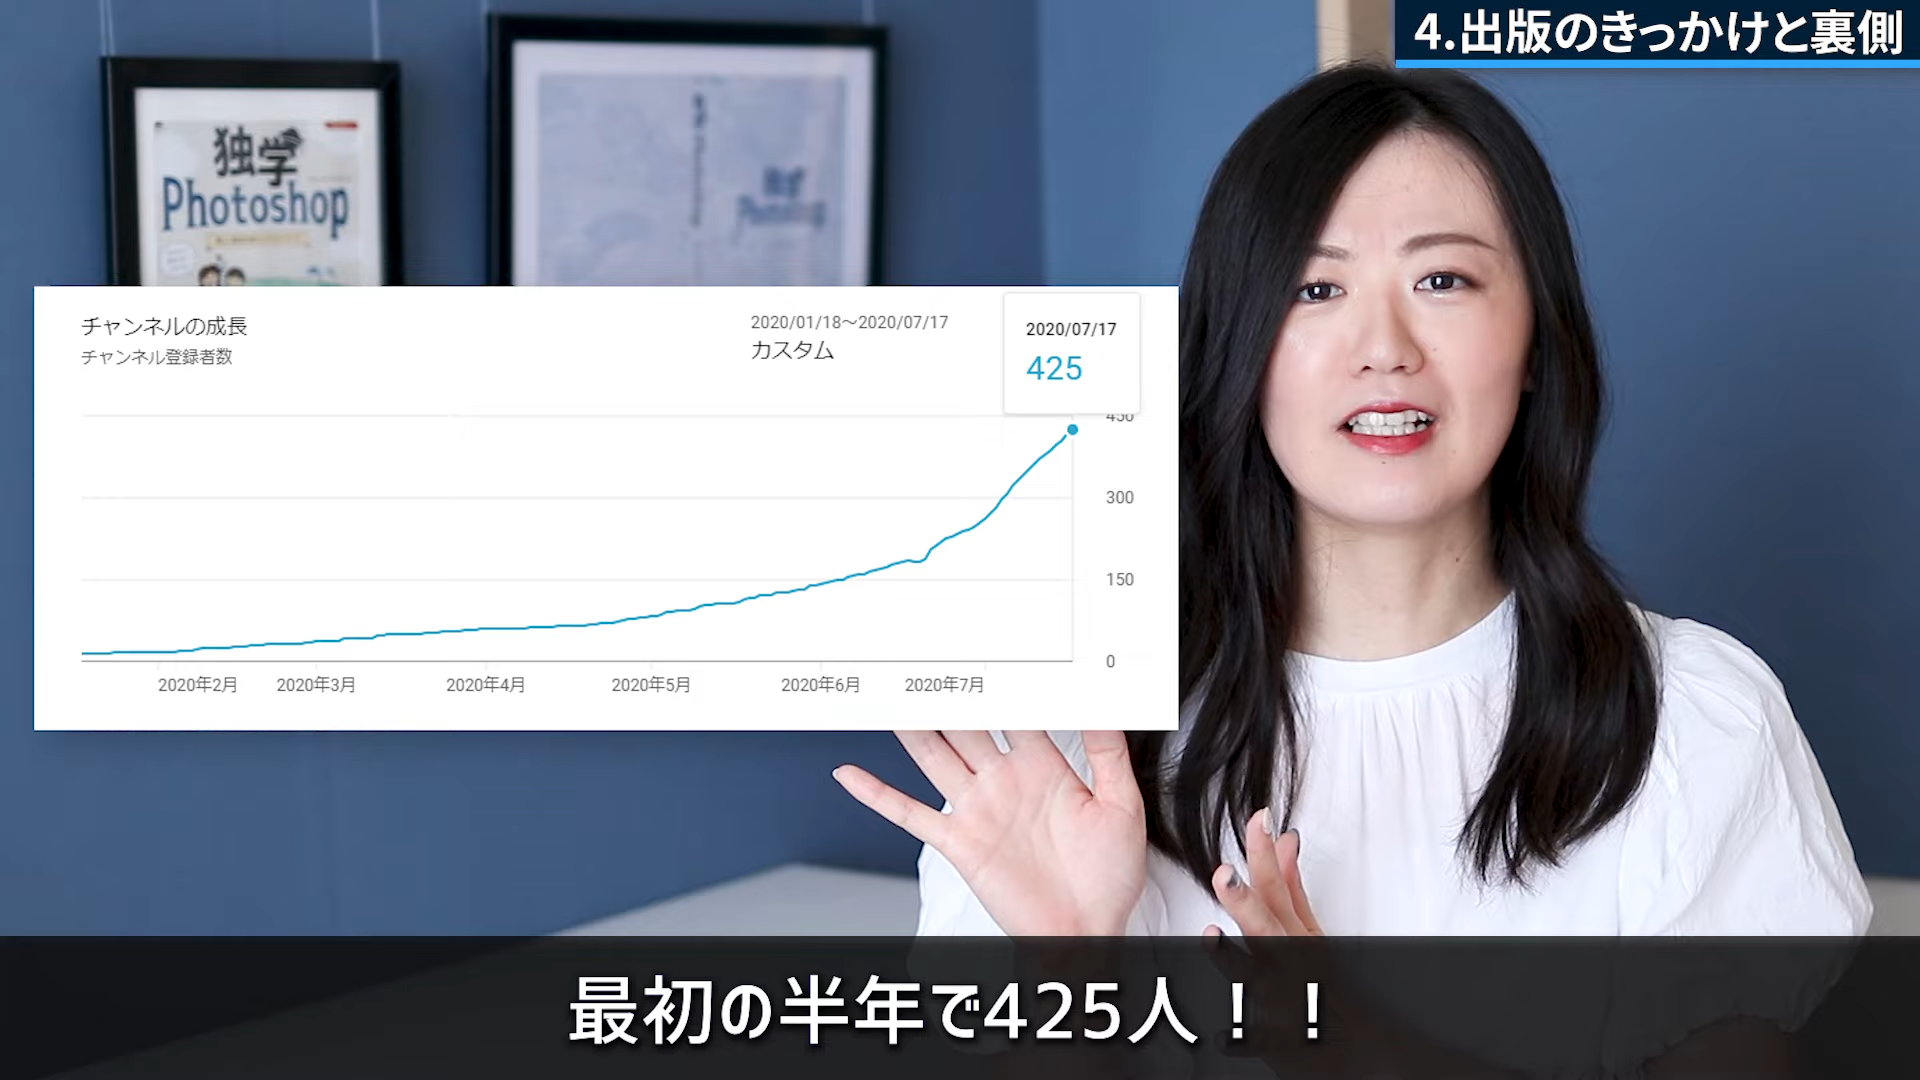 4.出版のきっかけと裏側
独学
Photoshop
チャンネルの成長
チャンネル登録者数
2020/01/18～2020/07/17
カスタム
2020/07/17
425
450
300
150
0
2020年2月
2020年3月
2020年4月
2020年5月
2020年6月
2020年7月
最初の半年で425人！！